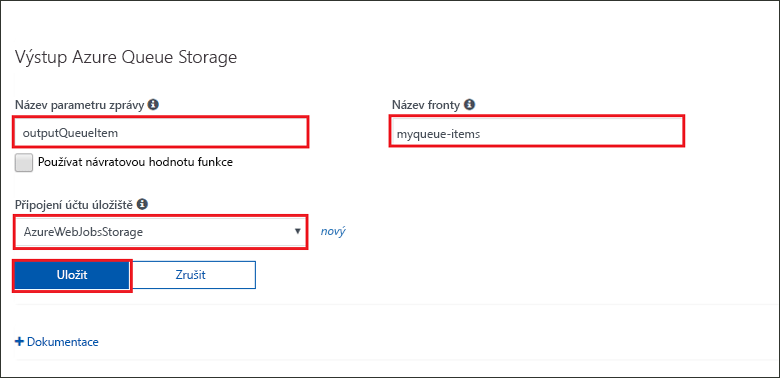 Výstup Azure Queue Storage
Název parametru zprávy
Název fronty
outputQueueItem
myqueue-items
Používat návratovou hodnotu funkce
Připojení účtu úložiště
AzureWebJobsStorage
nový
Uložit
Zrušit
Dokumentace